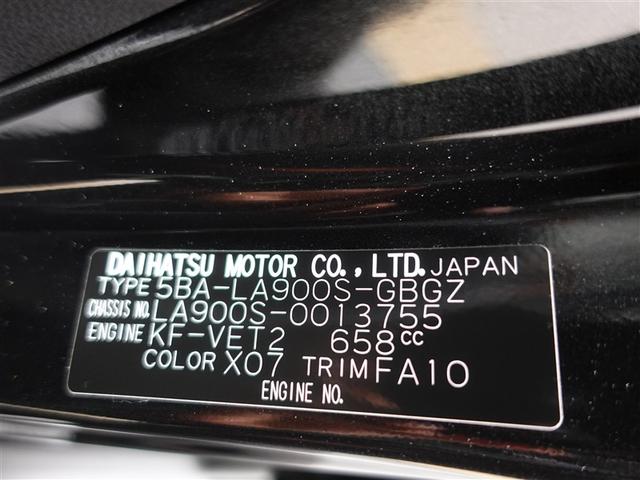 DAIHATSU MOTOR CO., LTD. JAPAN
TYPE 5BA-LA900S-GBGZ
CHASSIS NO. LA900S-0013755
ENGINE KF-VET2 658cc
COLOR X07 TRIM FA10
ENGINE NO.